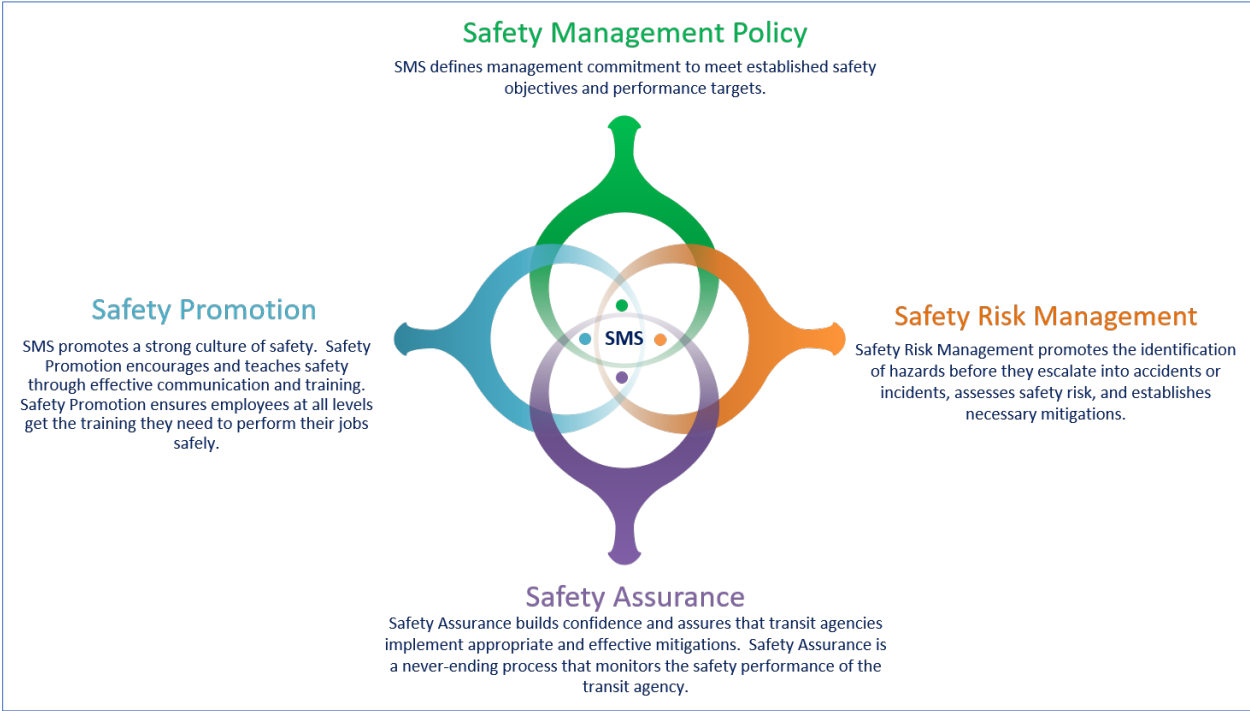 Safety Management Policy
SMS defines management commitment to meet established safety
objectives and performance targets.
Safety Promotion
SMS promotes a strong culture of safety.  Safety
Promotion encourages and teaches safety
through effective communication and training.
Safety Promotion ensures employees at all levels
get the training they need to perform their jobs
safely.
SMS
Safety Risk Management
Safety Risk Management promotes the identification
of hazards before they escalate into accidents or
incidents, assesses safety risk, and establishes
necessary mitigations.
Safety Assurance
Safety Assurance builds confidence and assures that transit agencies
implement appropriate and effective mitigations.  Safety Assurance is
a never-ending process that monitors the safety performance of the
transit agency.